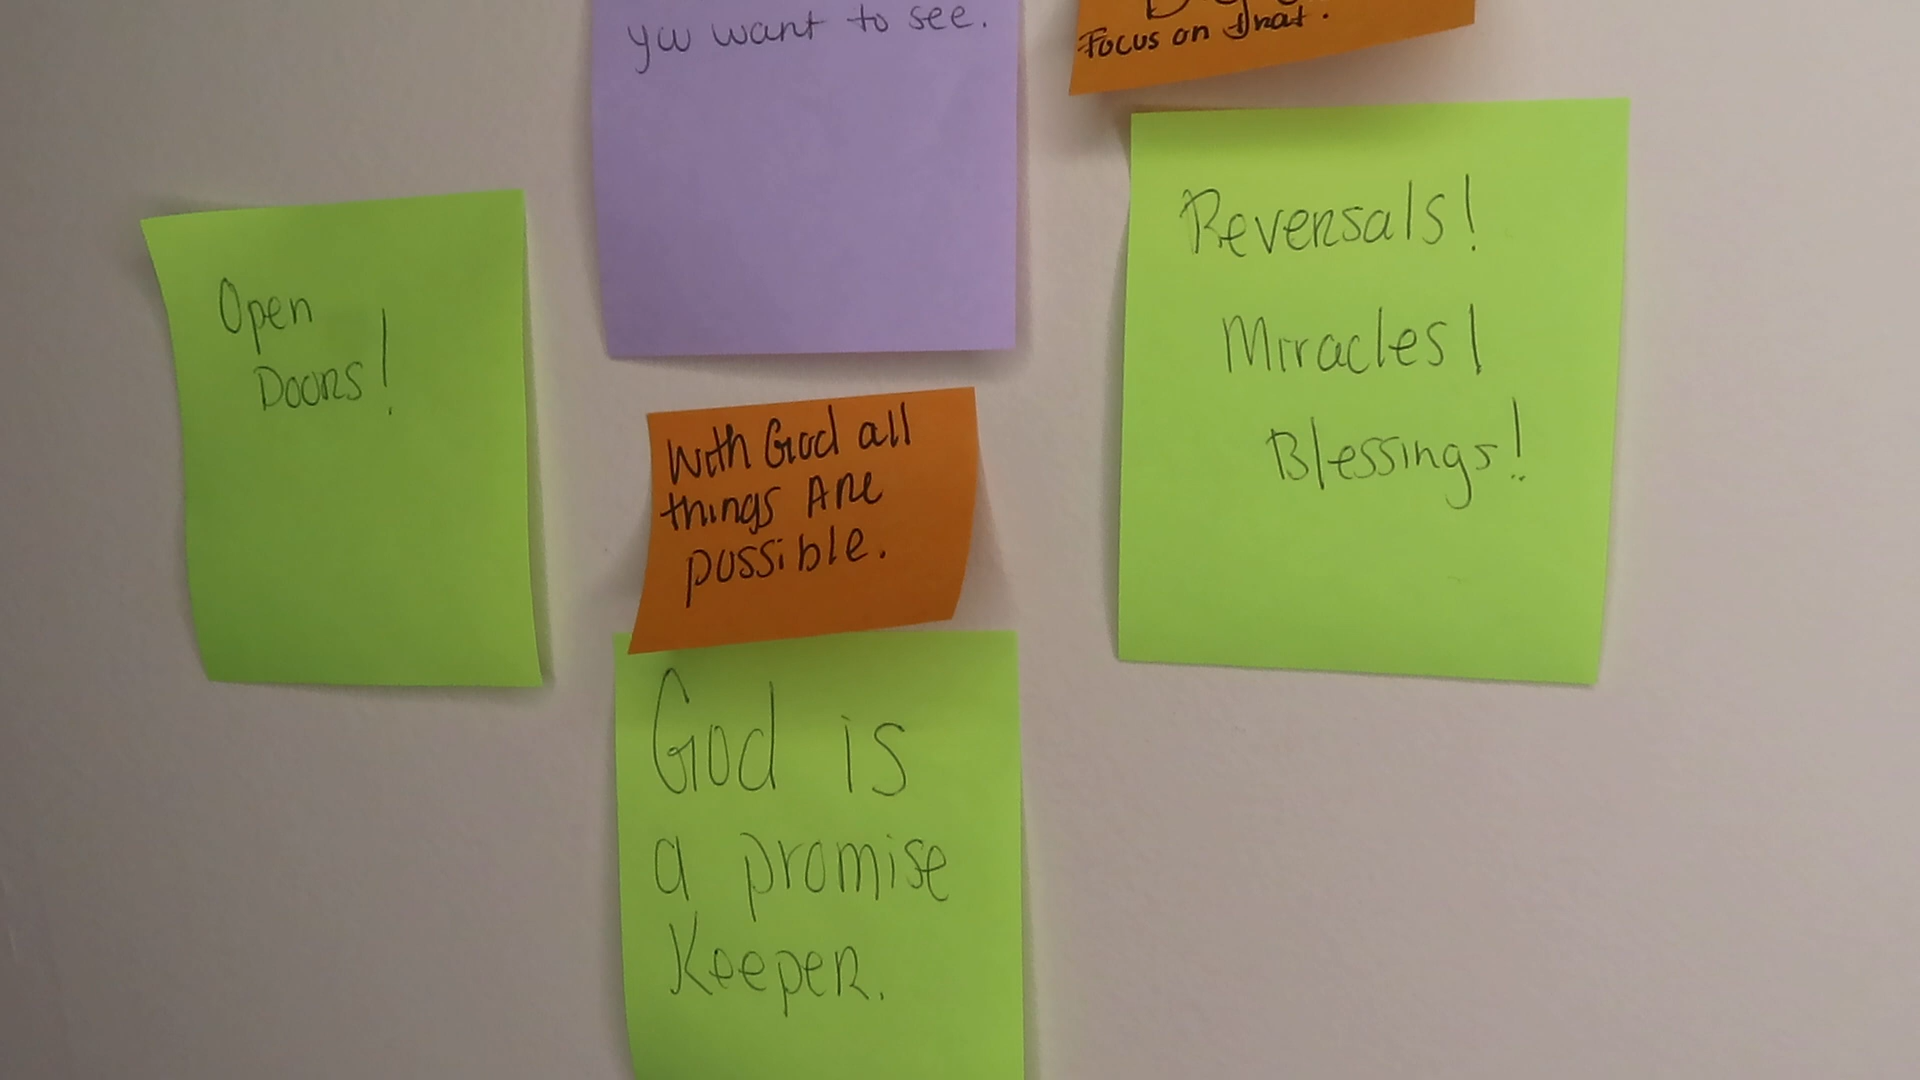 you want to see.
Focus on that.
Open
Doors!
Reversals!
Miracles!
Blessings!
With God all
things Are
possible.
God is
a promise
Keeper.